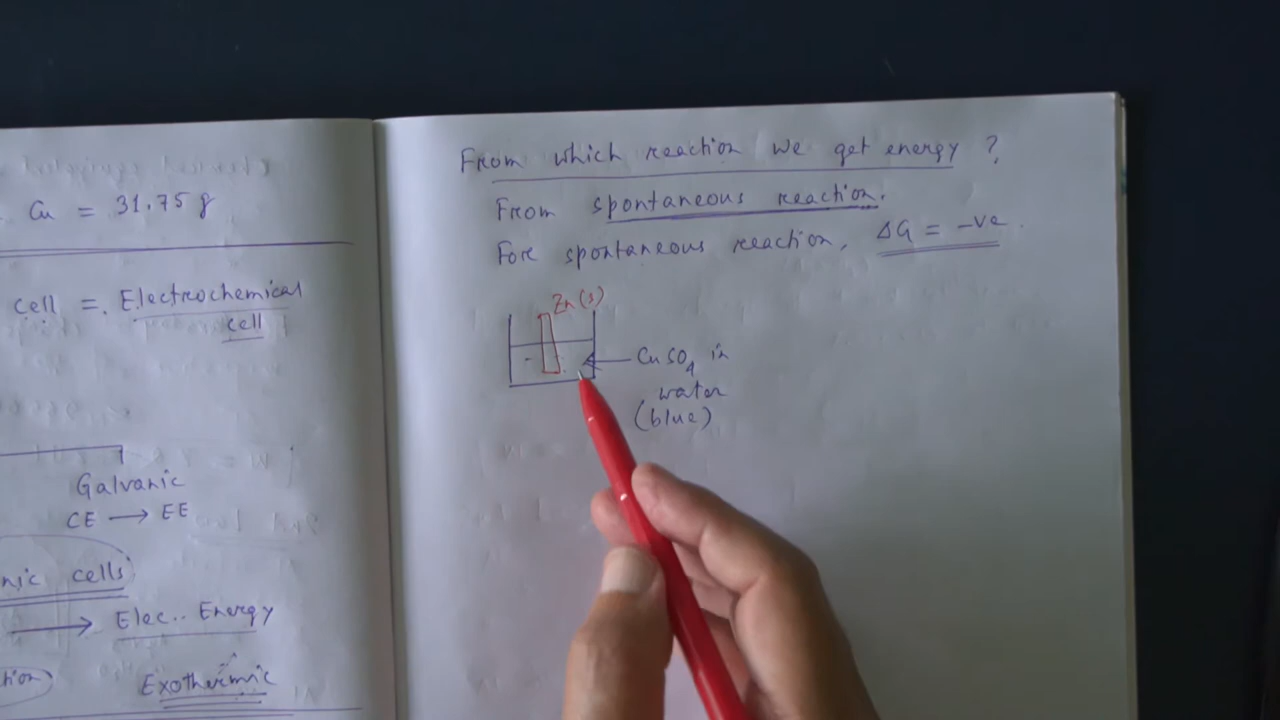 Cu = 31.75 g
cell = Electrochemical
cell
Galvanic
CE → EE
nic cells
→ Elec.. Energy
tion
Exothermic
From which reaction we get energy ?
From spontaneous reaction.
For spontaneous reaction, ΔG = -ve
Zn(s)
CuSO4 in
water
(blue)